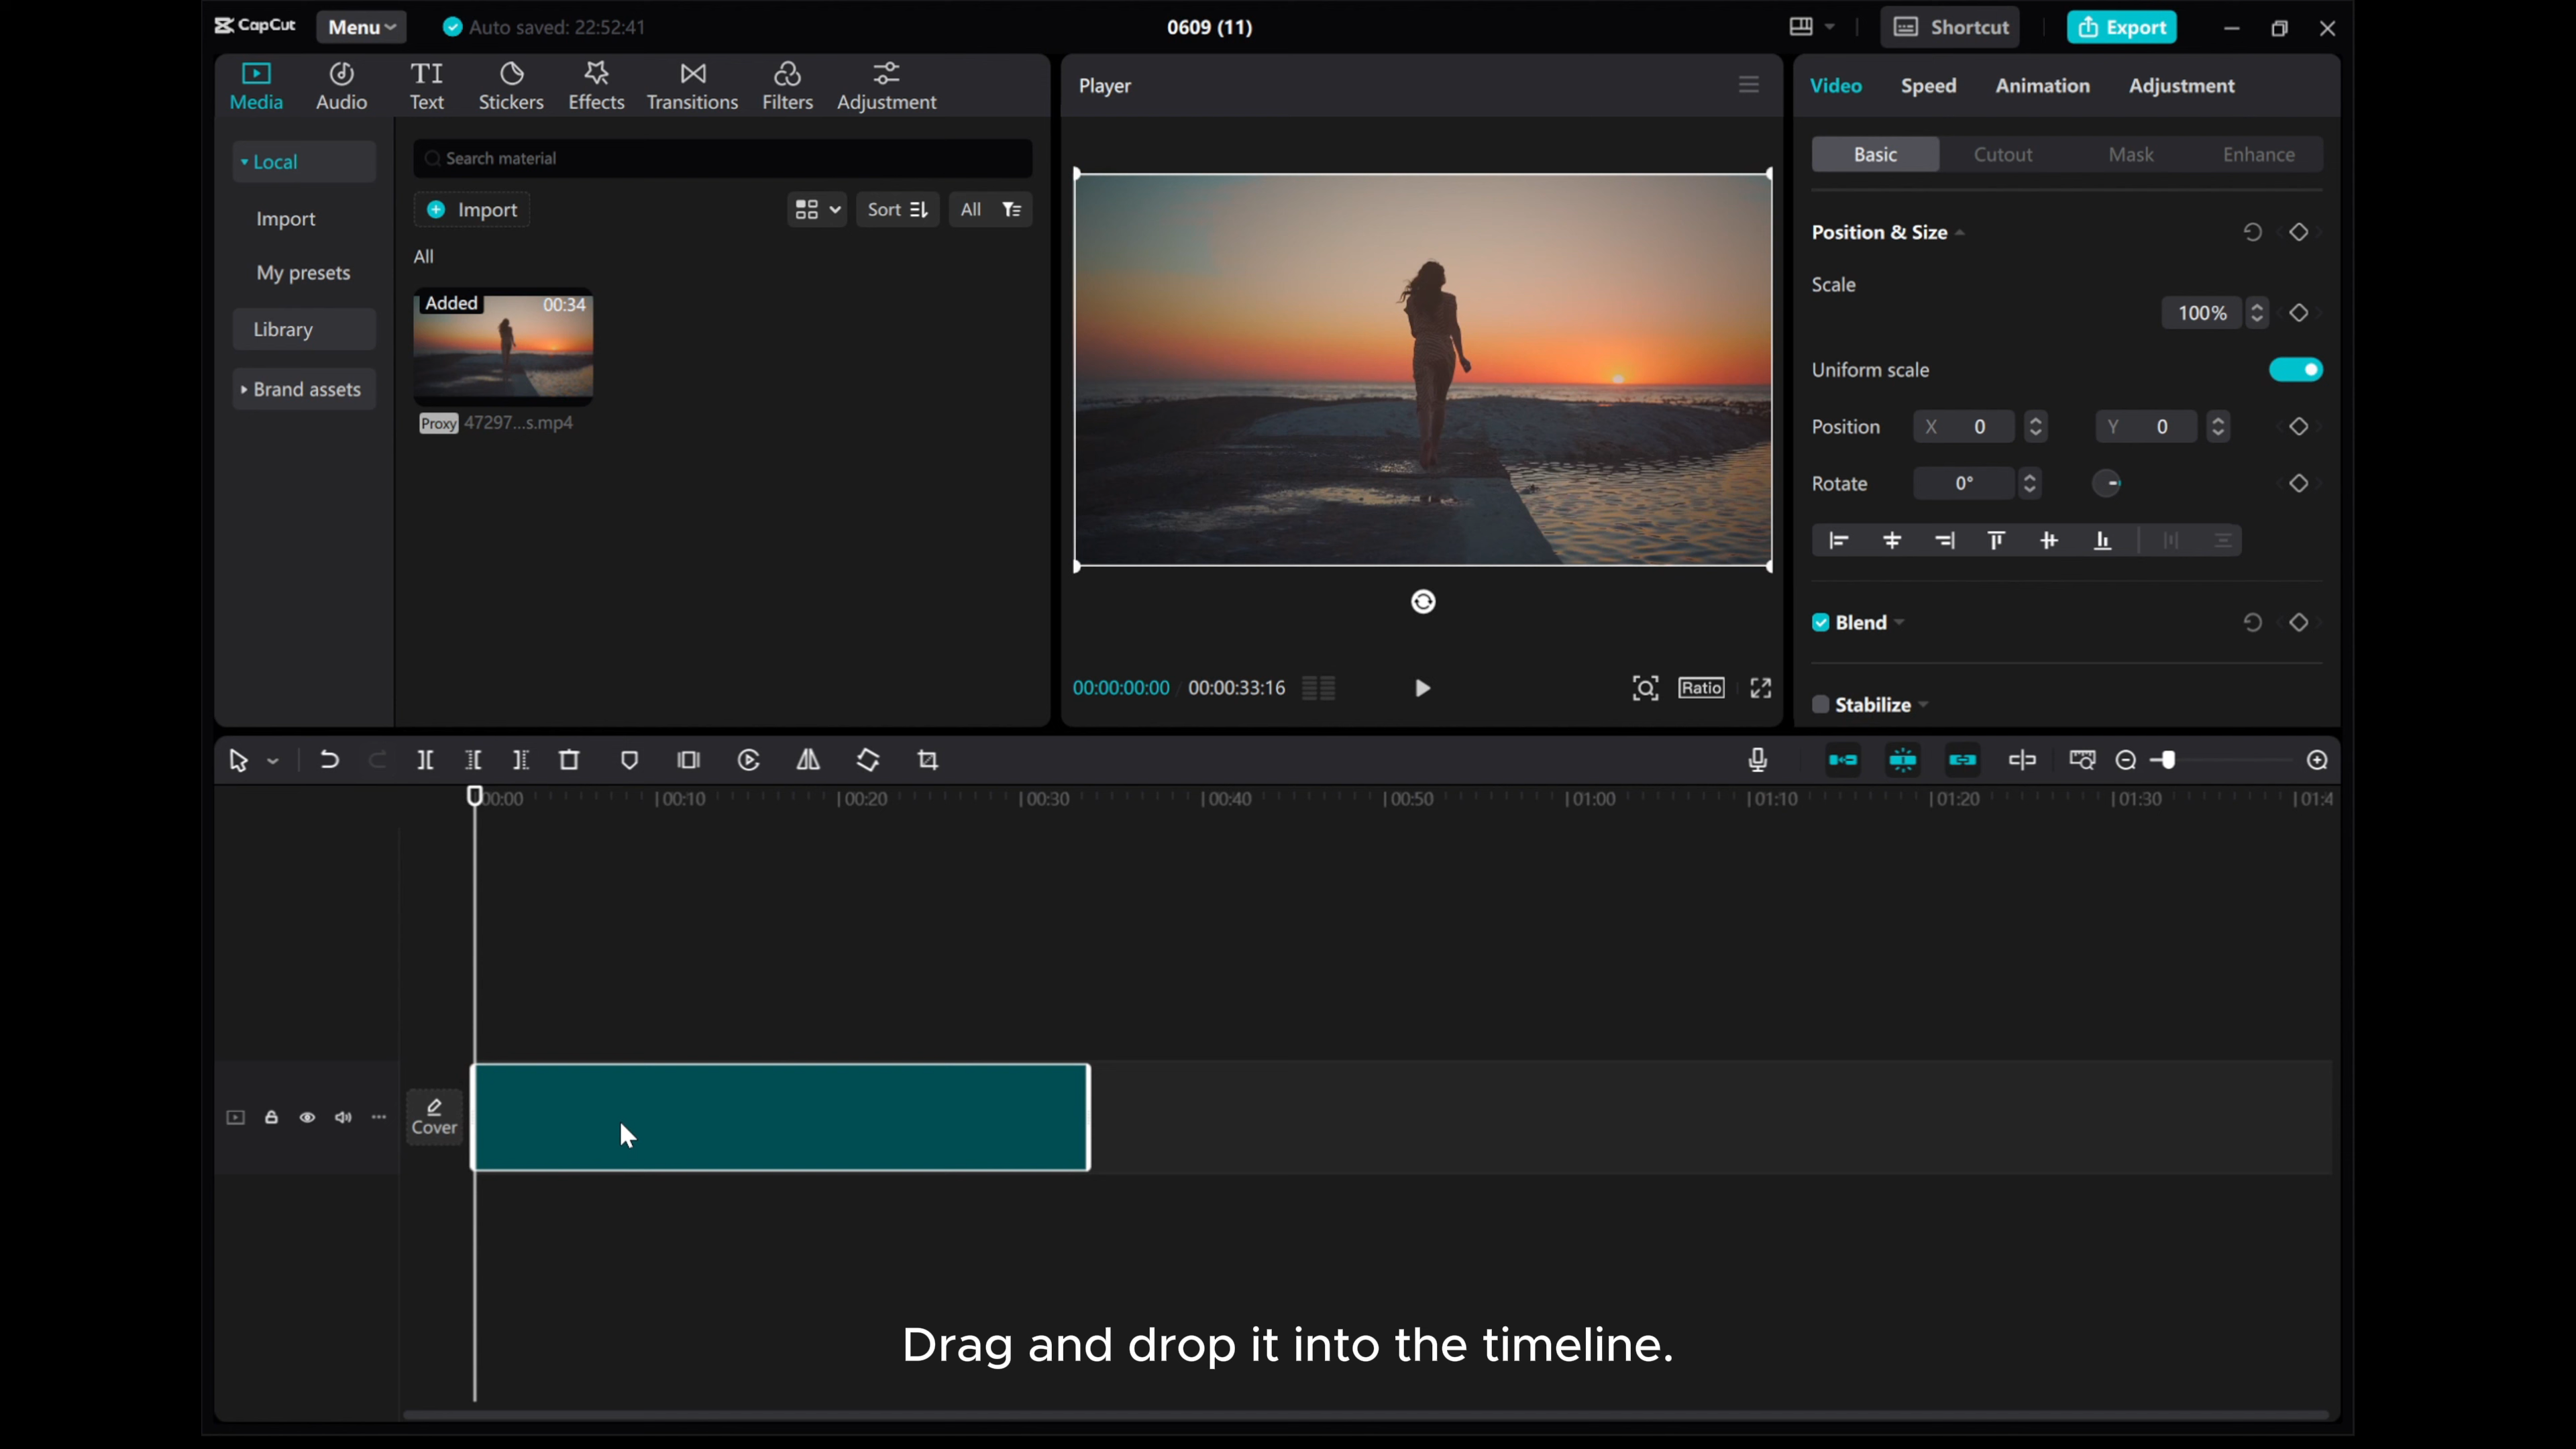 CapCut Menu Auto saved: 22:52:41 0609 (11) Shortcut Export
Media Audio Text Stickers Effects Transitions Filters Adjustment
TI
Local
Import
My presets
Library
Brand assets
Search material
Import Sort All
All
Added 00:34
Proxy 47297...s.mp4
Player
00:00:00:00 00:00:33:16 Ratio
Video Speed Animation Adjustment
Basic Cutout Mask Enhance
Position & Size
Scale
100%
Uniform scale
Position X 0 Y 0
Rotate 0°
Blend
Stabilize
00:00 00:10 00:20 00:30 00:40 00:50 01:00 01:10 01:20 01:30 01:4
Cover
Drag and drop it into the timeline.